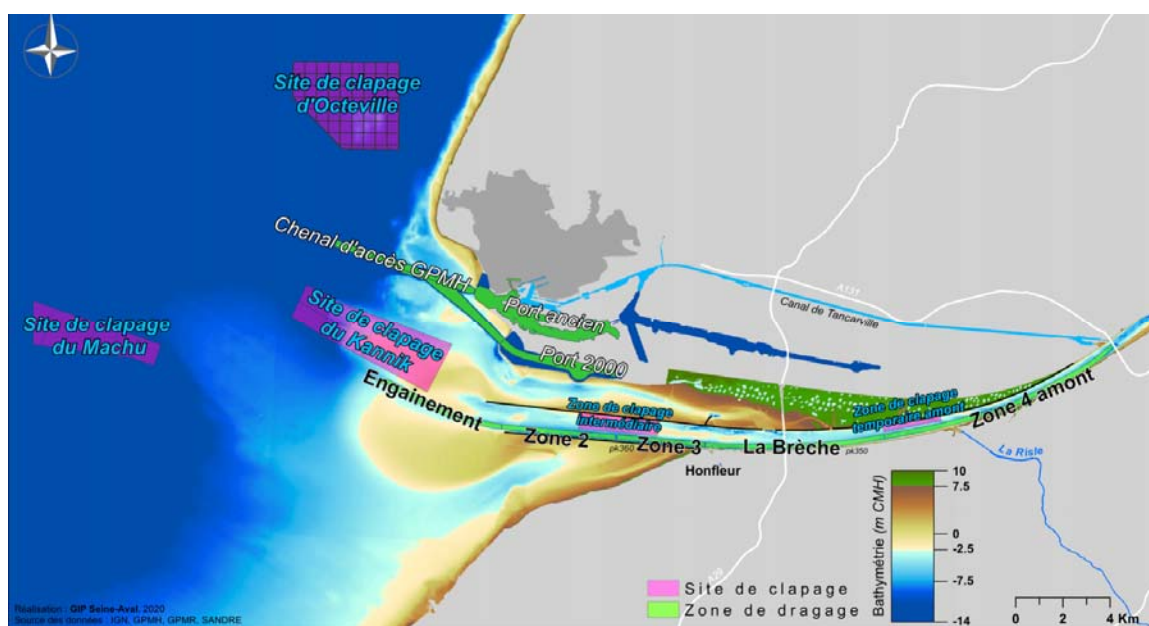 Site de clapage
d'Octeville
Chenal d'accès GPMH
Port ancien
Port 2000
Site de clapage
du Machu
Site de clapage
du Kannik
A131
Canal de Tancarville
Engainement
Zone de clapage
intermédiaire
Zone 2
pk360
Zone 3
Honfleur
La Brèche
pk350
Zone de clapage
temporaire amont
Zone 4 amont
La Risle
A29
Bathymétrie (m CMH)
10
7.5
0
-2.5
-7.5
-14
Site de clapage
Zone de dragage
0 2 4 Km
Réalisation : GIP Seine-Aval, 2020
Source des données : IGN, GPMH, GPMR, SANDRE